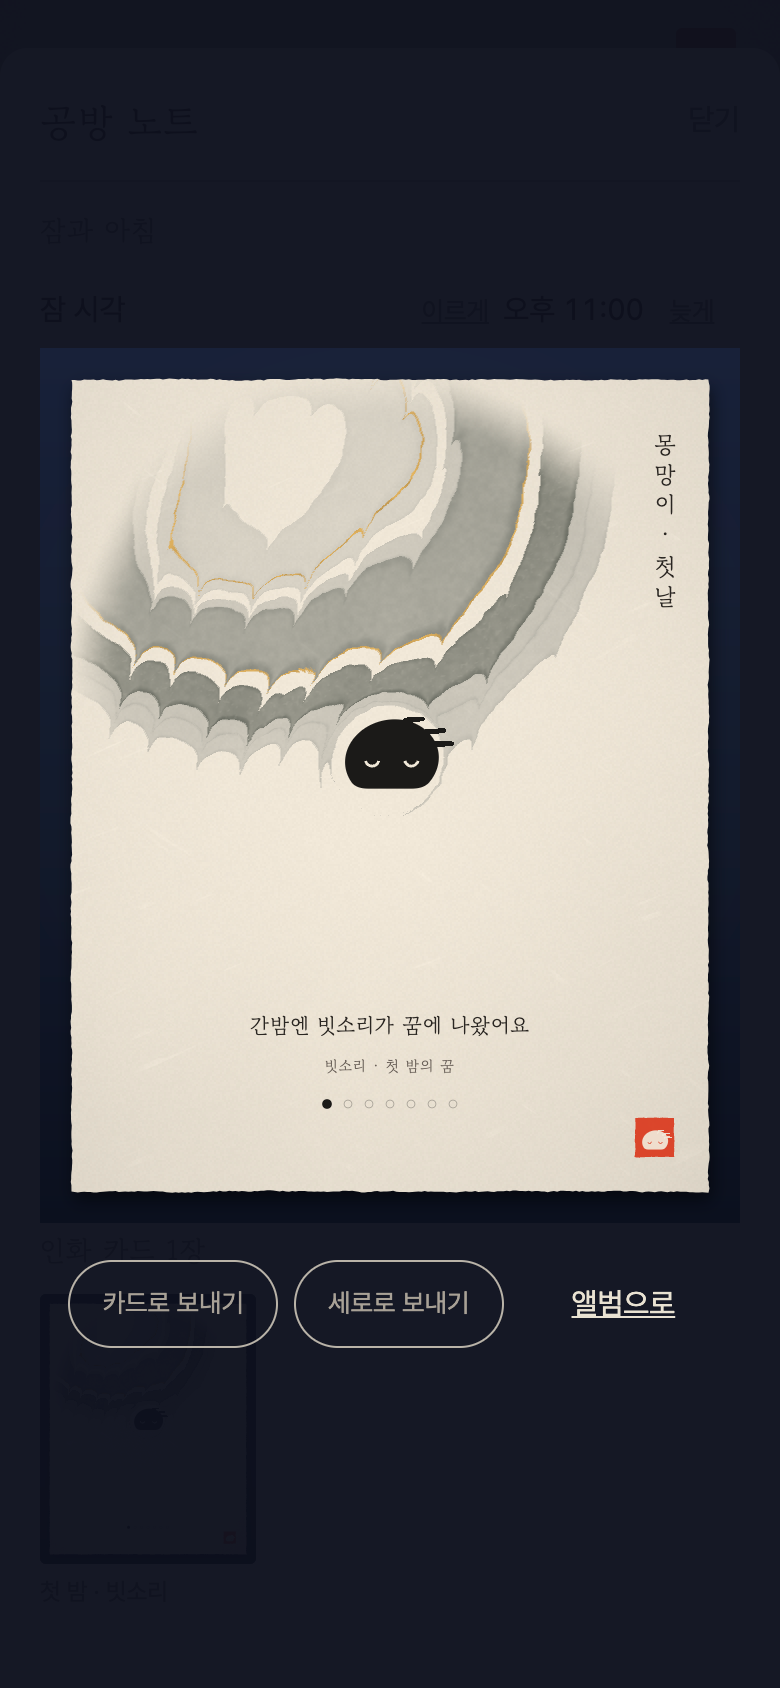 공방 노트
닫기
잠과 아침
잠 시각
이르게
오후 11:00
늦게
몽망이 · 첫날
간밤엔 빗소리가 꿈에 나왔어요
빗소리 · 첫 밤의 꿈
인화 카드 1장
카드로 보내기
세로로 보내기
앨범으로
첫 밤 · 빗소리